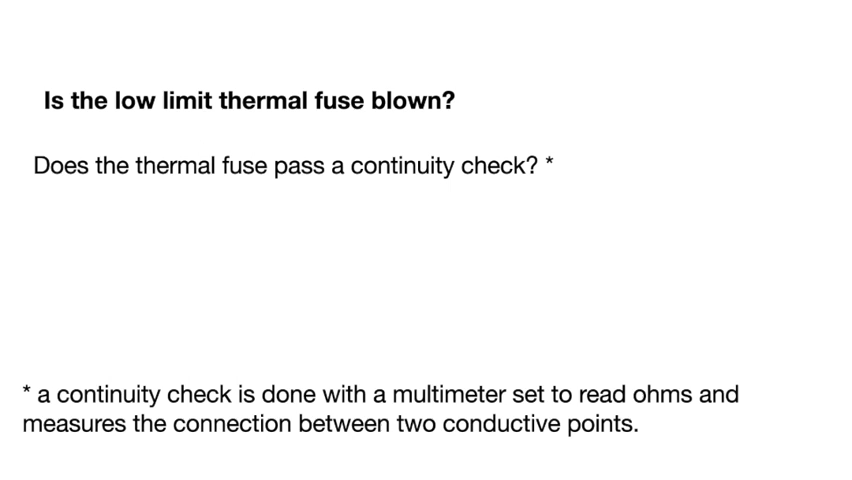 Is the low limit thermal fuse blown?
Does the thermal fuse pass a continuity check? *
* a continuity check is done with a multimeter set to read ohms and
measures the connection between two conductive points.